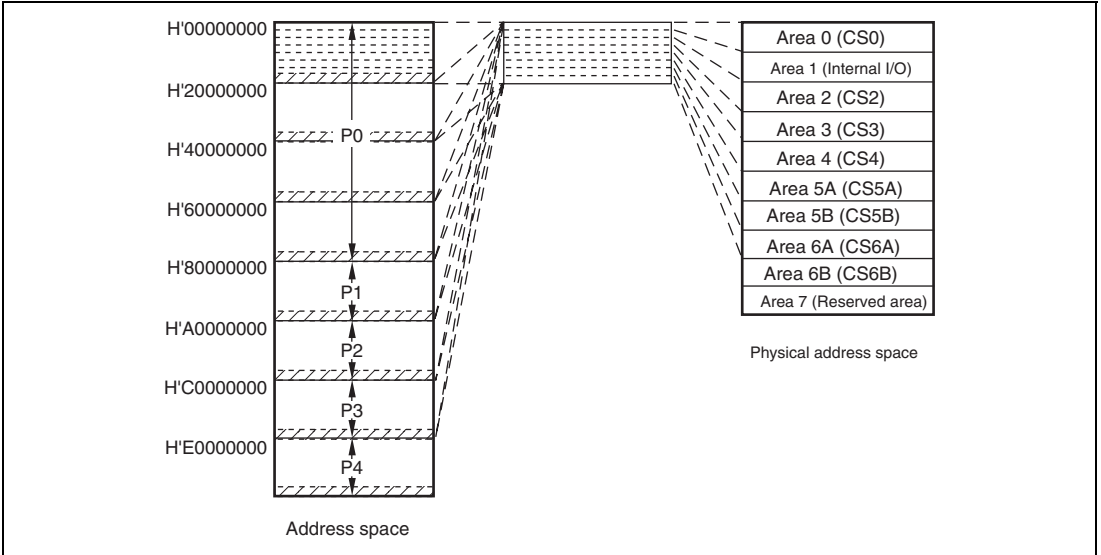 H'00000000
H'20000000
H'40000000
H'60000000
H'80000000
H'A0000000
H'C0000000
H'E0000000
P0
P1
P2
P3
P4
Address space
Area 0 (CS0)
Area 1 (Internal I/O)
Area 2 (CS2)
Area 3 (CS3)
Area 4 (CS4)
Area 5A (CS5A)
Area 5B (CS5B)
Area 6A (CS6A)
Area 6B (CS6B)
Area 7 (Reserved area)
Physical address space